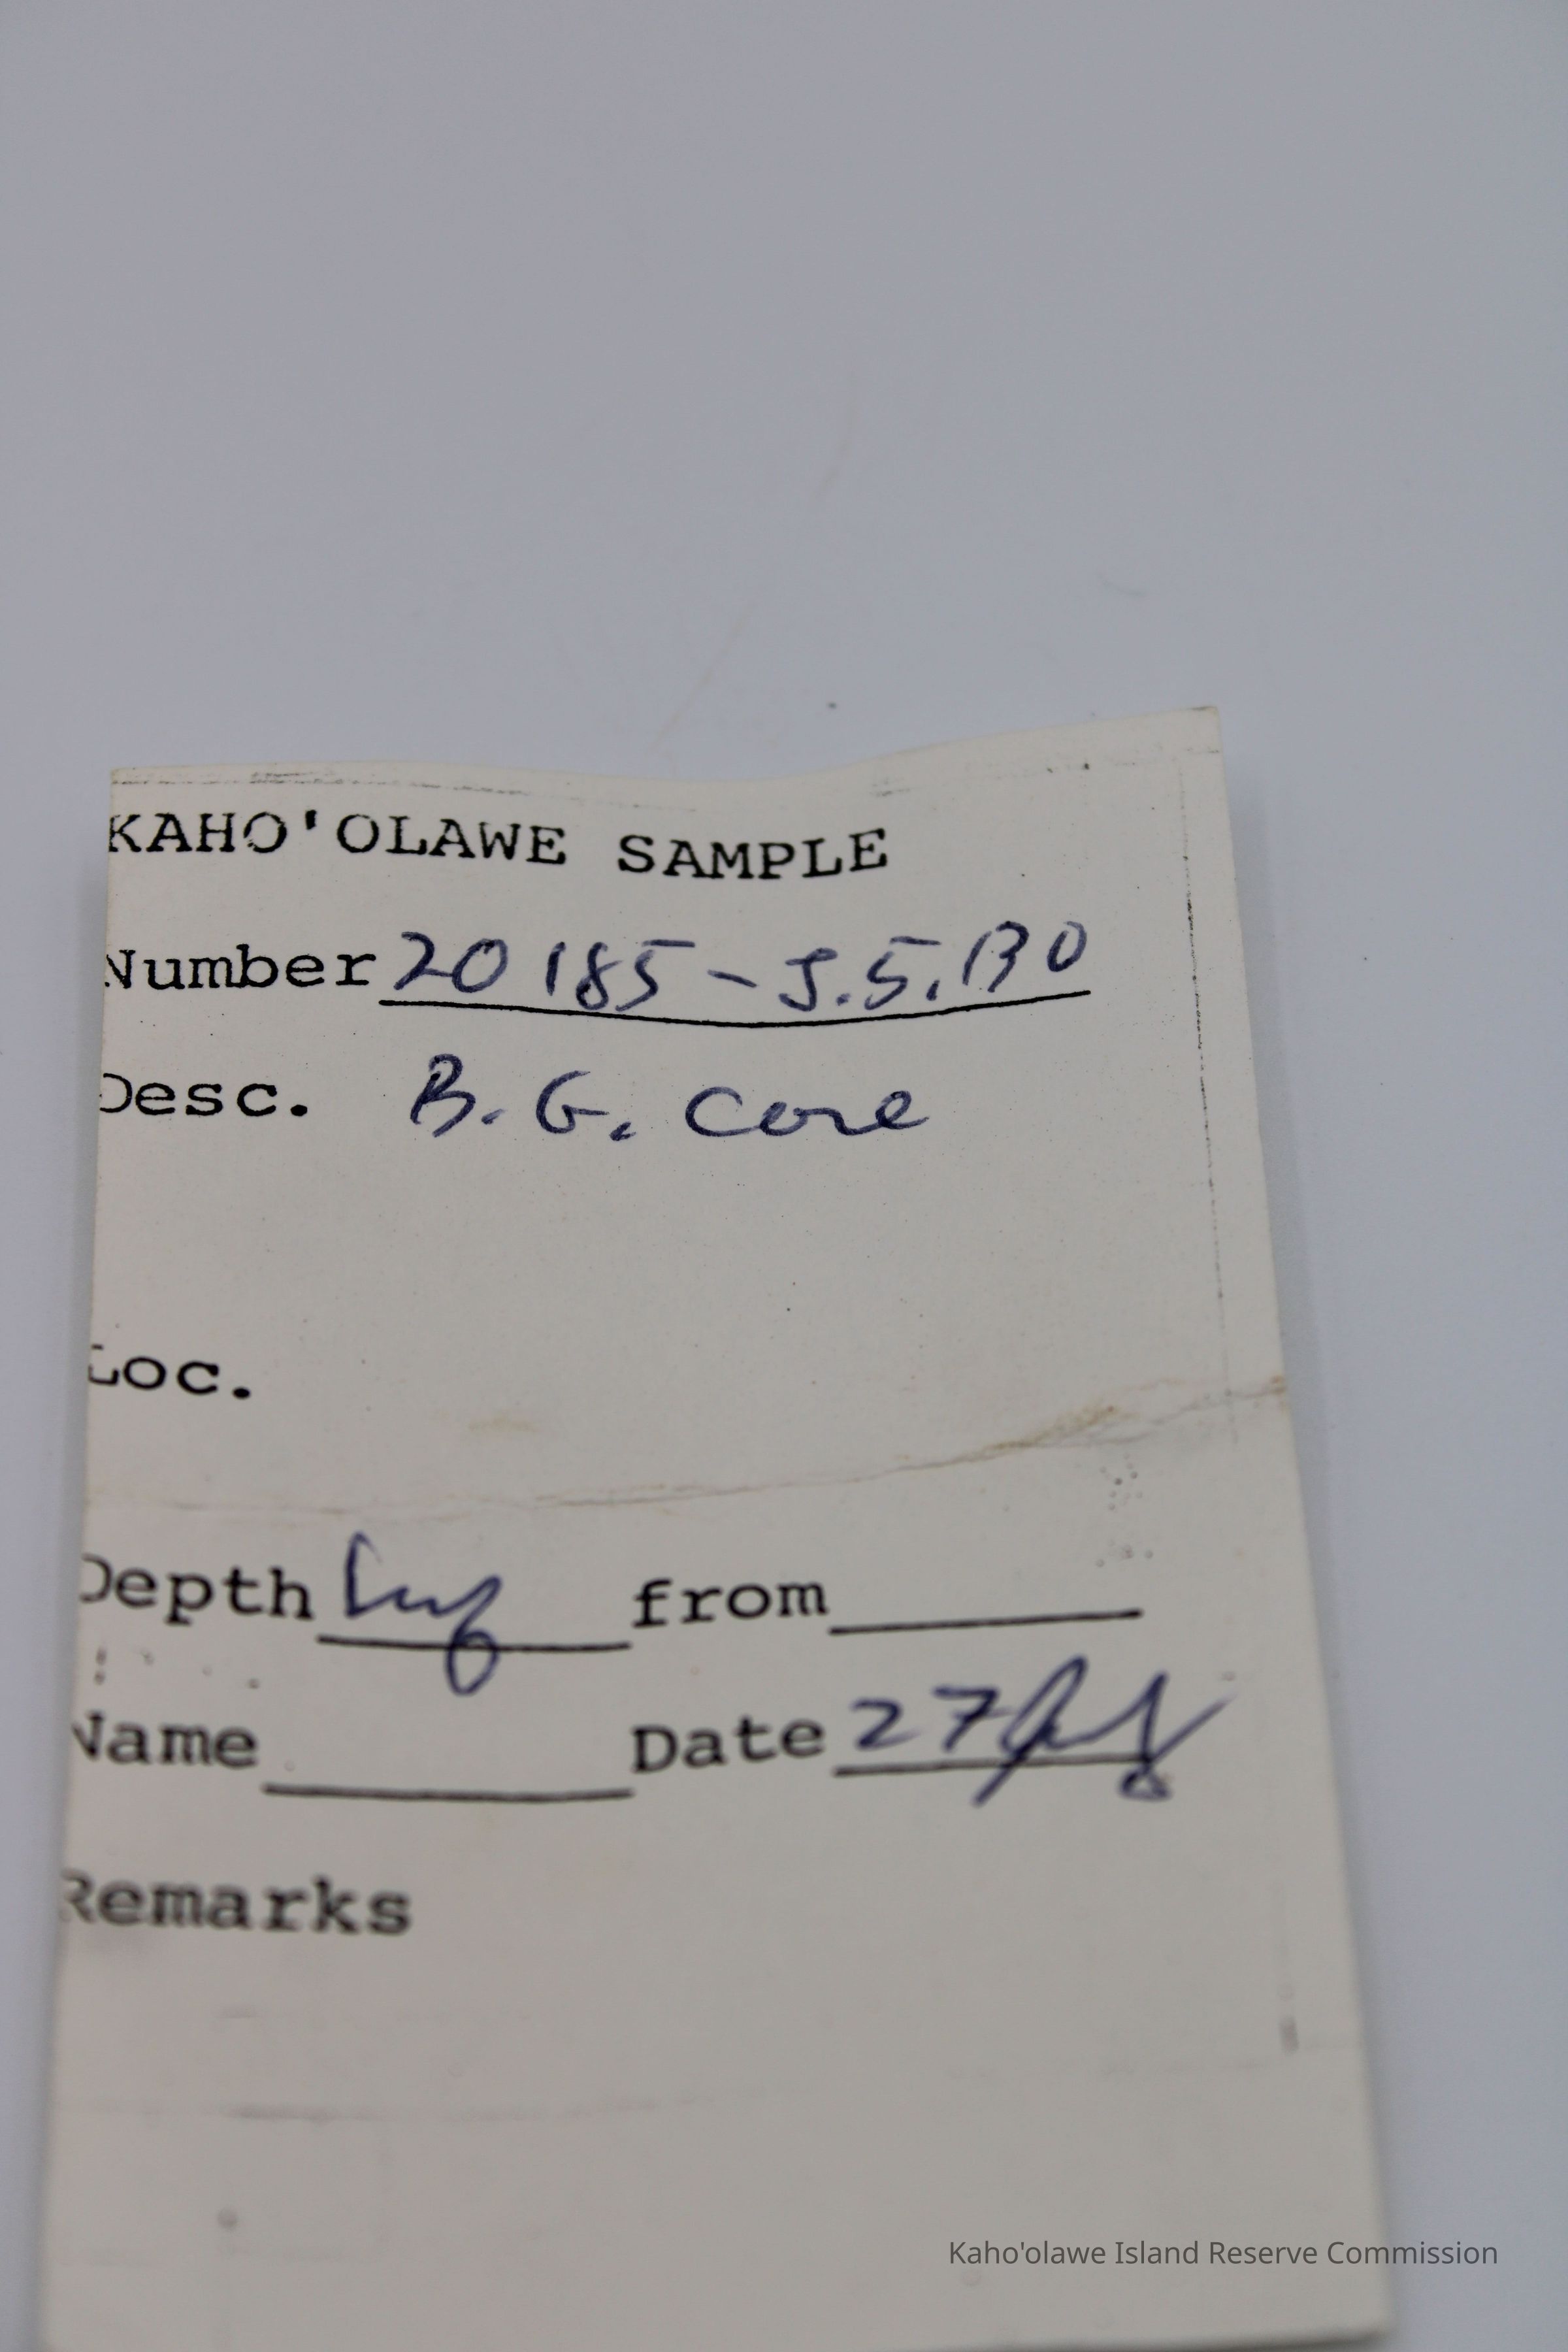 KAHO'OLAWE SAMPLE
Number 20185-S.5.130
Desc. B. G. Core
Loc.
Depth from
Name Date 27
Remarks
Kaho'olawe Island Reserve Commission